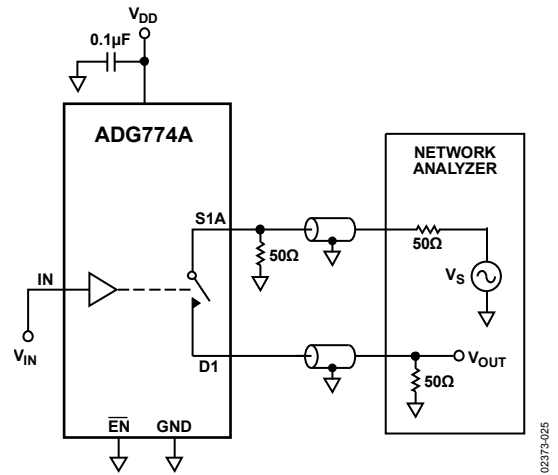 VDD
0.1µF
ADG774A
NETWORK
ANALYZER
S1A
50Ω
50Ω
VS
IN
VIN
D1
VOUT
50Ω
EN
GND
02373-025